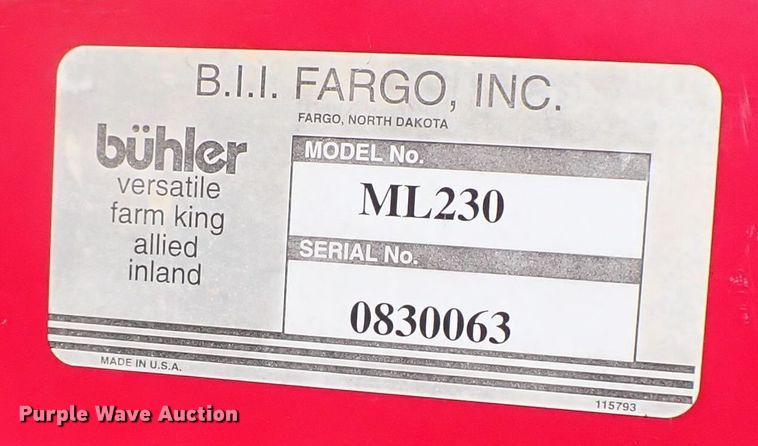 B.I.I. FARGO, INC.
FARGO, NORTH DAKOTA
bühler
versatile
farm king
allied
inland
MODEL No.
ML230
SERIAL No.
0830063
MADE IN U.S.A.
115793
Purple Wave Auction